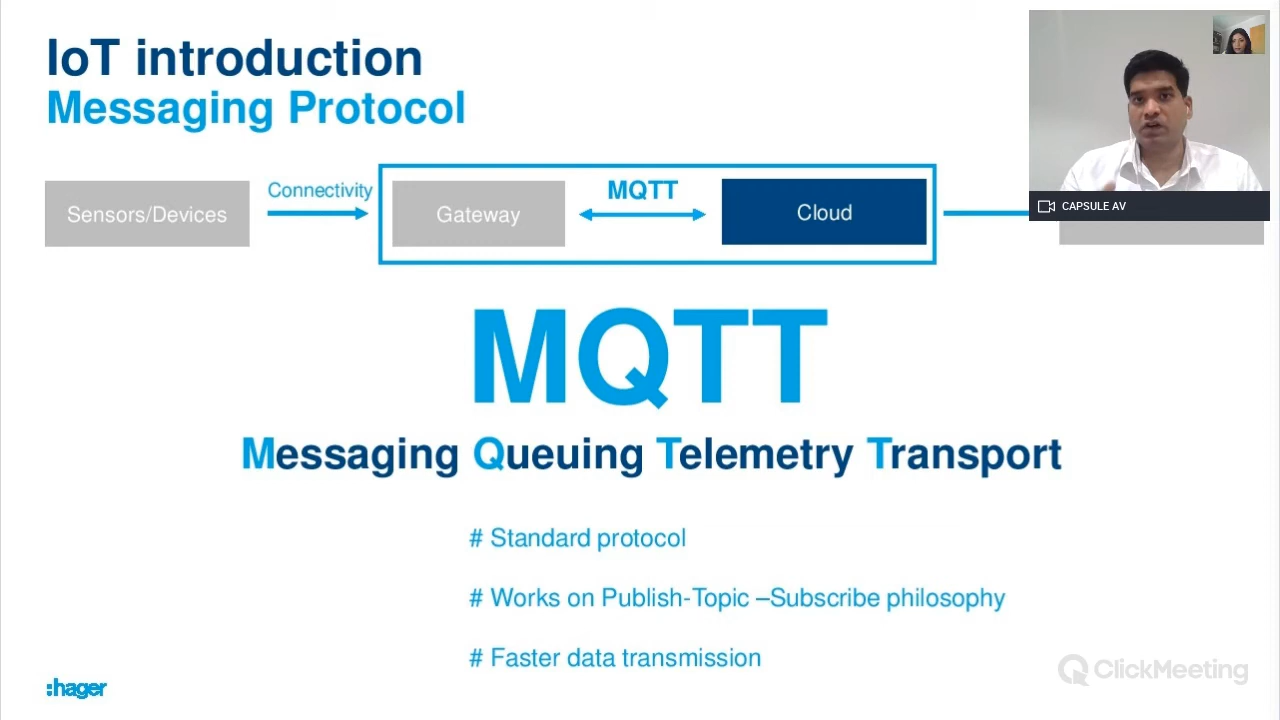 IoT introduction
Messaging Protocol
Sensors/Devices
Connectivity
Gateway
MQTT
Cloud
CAPSULE AV
MQTT
Messaging Queuing Telemetry Transport
# Standard protocol
# Works on Publish-Topic –Subscribe philosophy
# Faster data transmission
:hager
ClickMeeting